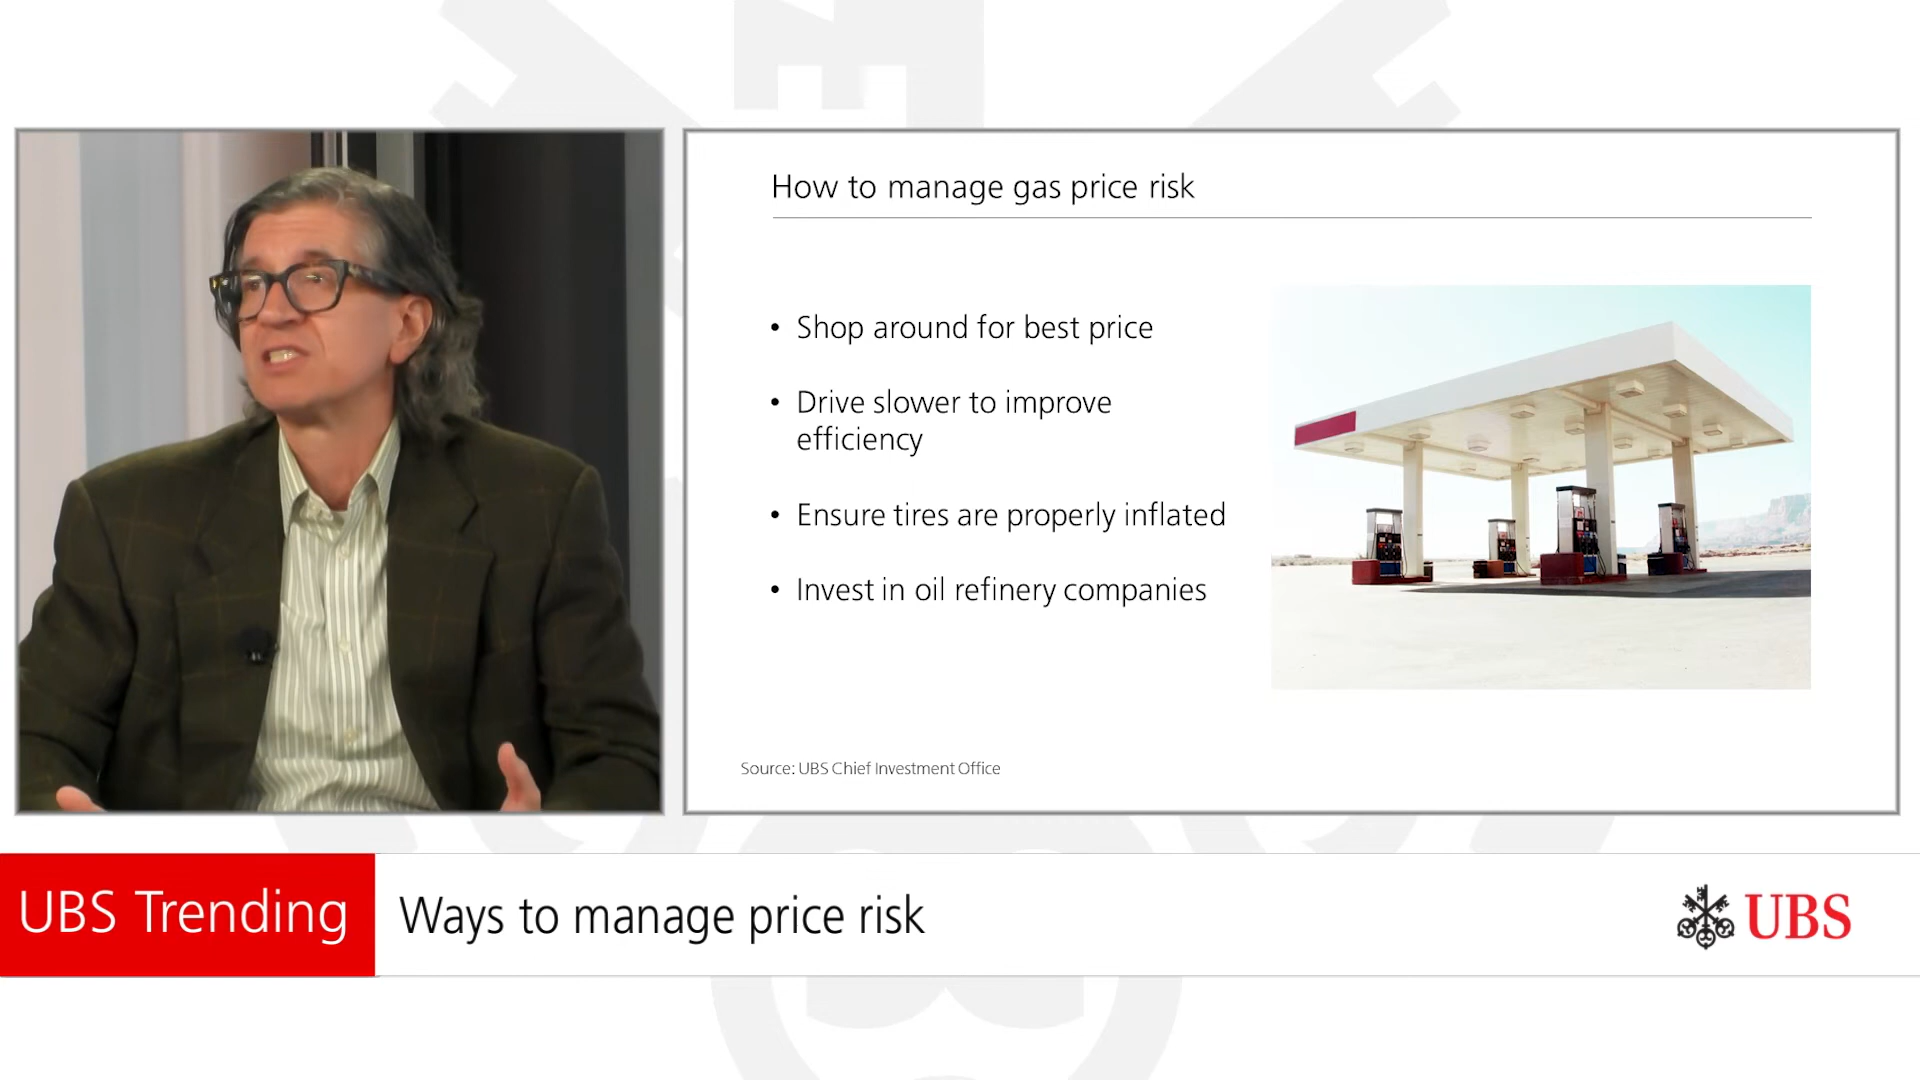 How to manage gas price risk
• Shop around for best price
• Drive slower to improve
efficiency
• Ensure tires are properly inflated
• Invest in oil refinery companies
Source: UBS Chief Investment Office
UBS Trending
Ways to manage price risk
UBS